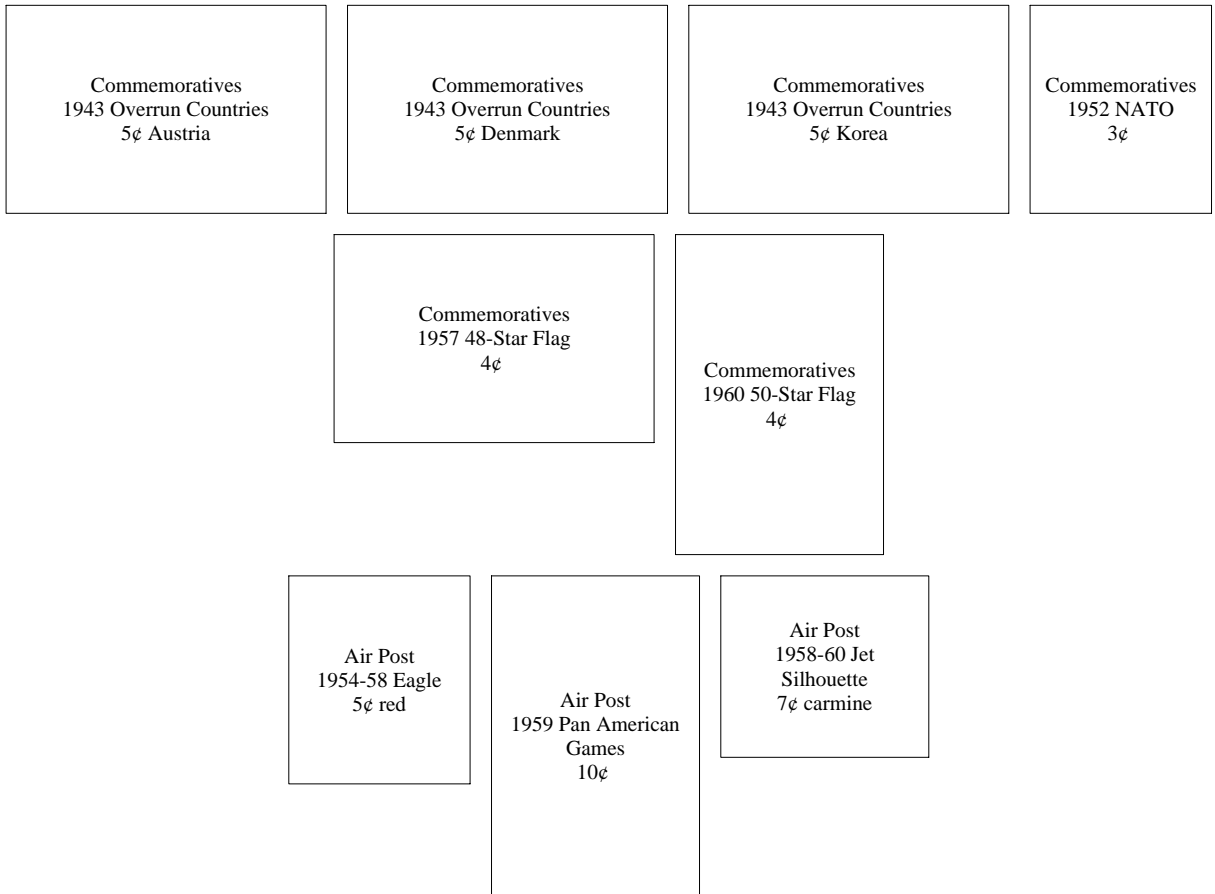 Commemoratives
1943 Overrun Countries
5¢ Austria
Commemoratives
1943 Overrun Countries
5¢ Denmark
Commemoratives
1943 Overrun Countries
5¢ Korea
Commemoratives
1952 NATO
3¢
Commemoratives
1957 48-Star Flag
4¢
Commemoratives
1960 50-Star Flag
4¢
Air Post
1954-58 Eagle
5¢ red
Air Post
1959 Pan American
Games
10¢
Air Post
1958-60 Jet
Silhouette
7¢ carmine